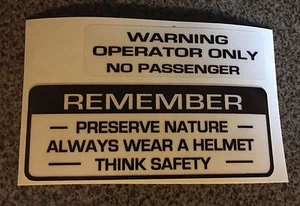 WARNING
OPERATOR ONLY
NO PASSENGER
REMEMBER
— PRESERVE NATURE —
ALWAYS WEAR A HELMET
— THINK SAFETY —